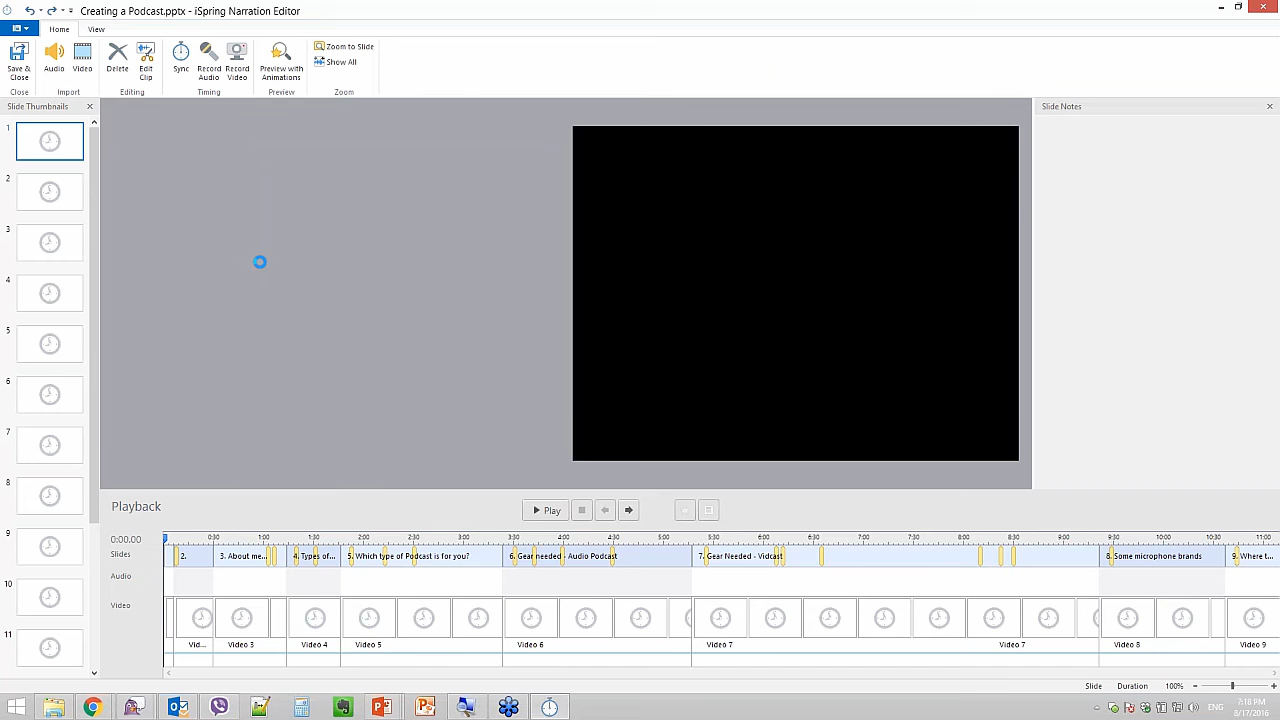 Creating a Podcast.pptx - iSpring Narration Editor
Home View
Save & Close Audio Video Delete Edit Clip Sync Record Audio Record Video Preview with Animations Zoom to Slide
Show All
Close Import Editing Timing Preview Zoom
Slide Thumbnails
Slide Notes
1
2
3
4
5
6
7
8
9
10
11
Playback
Play
0:00.00 0:30 1:00 1:30 2:00 2:30 3:00 3:30 4:00 4:30 5:00 5:30 6:00 6:30 7:00 7:30 8:00 8:30 9:00 9:30 10:00 10:30 11:00
Slides 2. 3. About me... 4. Types of... 5. Which type of Podcast is for you? 6. Gear needed - Audio Podcast 7. Gear Needed - Vidcast 8. Some microphone brands 9. Where t...
Audio
Video
Vid... Video 3 Video 4 Video 5 Video 6 Video 7 Video 7 Video 8 Video 9
Slide Duration 100%
ENG
7:18 PM
8/17/2016